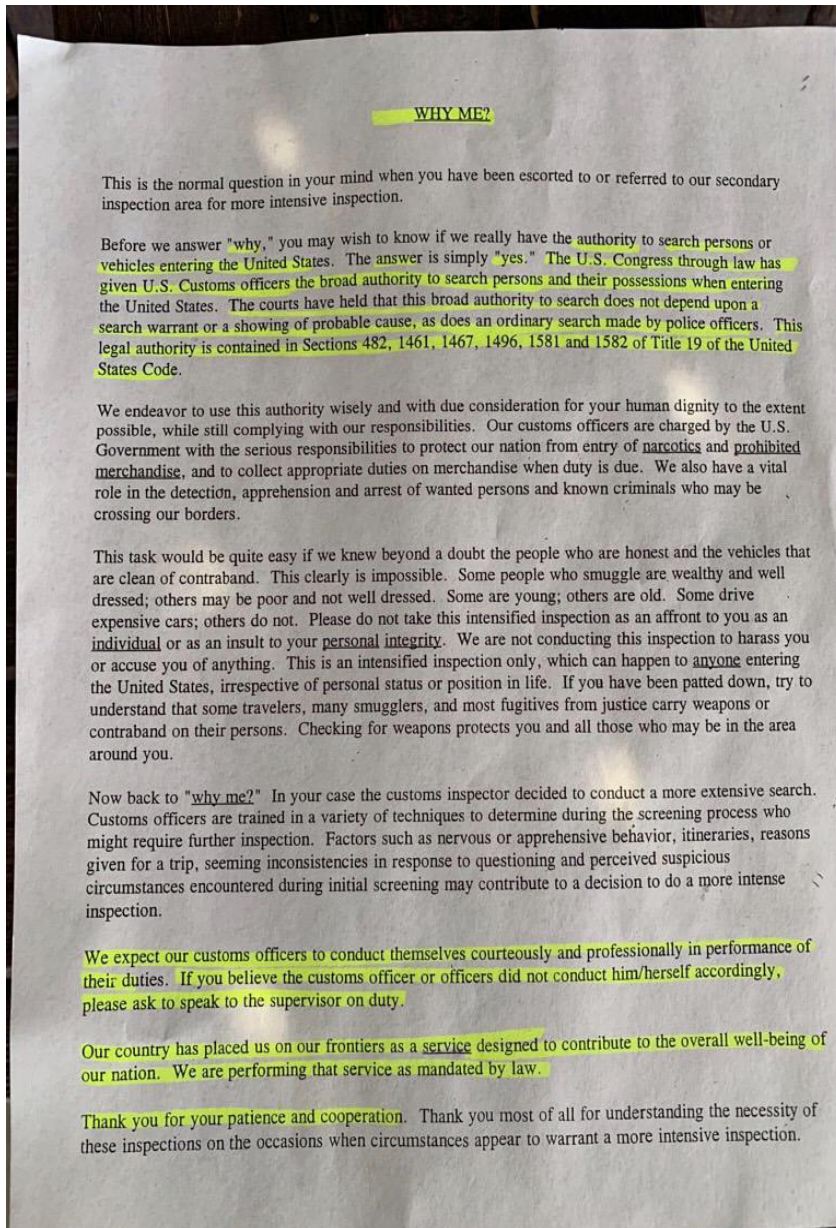 WHY ME?
This is the normal question in your mind when you have been escorted to or referred to our secondary
inspection area for more intensive inspection.
Before we answer "why," you may wish to know if we really have the authority to search persons or
vehicles entering the United States. The answer is simply "yes." The U.S. Congress through law has
given U.S. Customs officers the broad authority to search persons and their possessions when entering
the United States. The courts have held that this broad authority to search does not depend upon a
search warrant or a showing of probable cause, as does an ordinary search made by police officers. This
legal authority is contained in Sections 482, 1461, 1467, 1496, 1581 and 1582 of Title 19 of the United
States Code.
We endeavor to use this authority wisely and with due consideration for your human dignity to the extent
possible, while still complying with our responsibilities. Our customs officers are charged by the U.S.
Government with the serious responsibilities to protect our nation from entry of narcotics and prohibited
merchandise, and to collect appropriate duties on merchandise when duty is due. We also have a vital
role in the detection, apprehension and arrest of wanted persons and known criminals who may be
crossing our borders.
This task would be quite easy if we knew beyond a doubt the people who are honest and the vehicles that
are clean of contraband. This clearly is impossible. Some people who smuggle are wealthy and well
dressed; others may be poor and not well dressed. Some are young; others are old. Some drive
expensive cars; others do not. Please do not take this intensified inspection as an affront to you as an
individual or as an insult to your personal integrity. We are not conducting this inspection to harass you
or accuse you of anything. This is an intensified inspection only, which can happen to anyone entering
the United States, irrespective of personal status or position in life. If you have been patted down, try to
understand that some travelers, many smugglers, and most fugitives from justice carry weapons or
contraband on their persons. Checking for weapons protects you and all those who may be in the area
around you.
Now back to "why me?" In your case the customs inspector decided to conduct a more extensive search.
Customs officers are trained in a variety of techniques to determine during the screening process who
might require further inspection. Factors such as nervous or apprehensive behavior, itineraries, reasons
given for a trip, seeming inconsistencies in response to questioning and perceived suspicious
circumstances encountered during initial screening may contribute to a decision to do a more intense
inspection.
We expect our customs officers to conduct themselves courteously and professionally in performance of
their duties. If you believe the customs officer or officers did not conduct him/herself accordingly,
please ask to speak to the supervisor on duty.
Our country has placed us on our frontiers as a service designed to contribute to the overall well-being of
our nation. We are performing that service as mandated by law.
Thank you for your patience and cooperation. Thank you most of all for understanding the necessity of
these inspections on the occasions when circumstances appear to warrant a more intensive inspection.